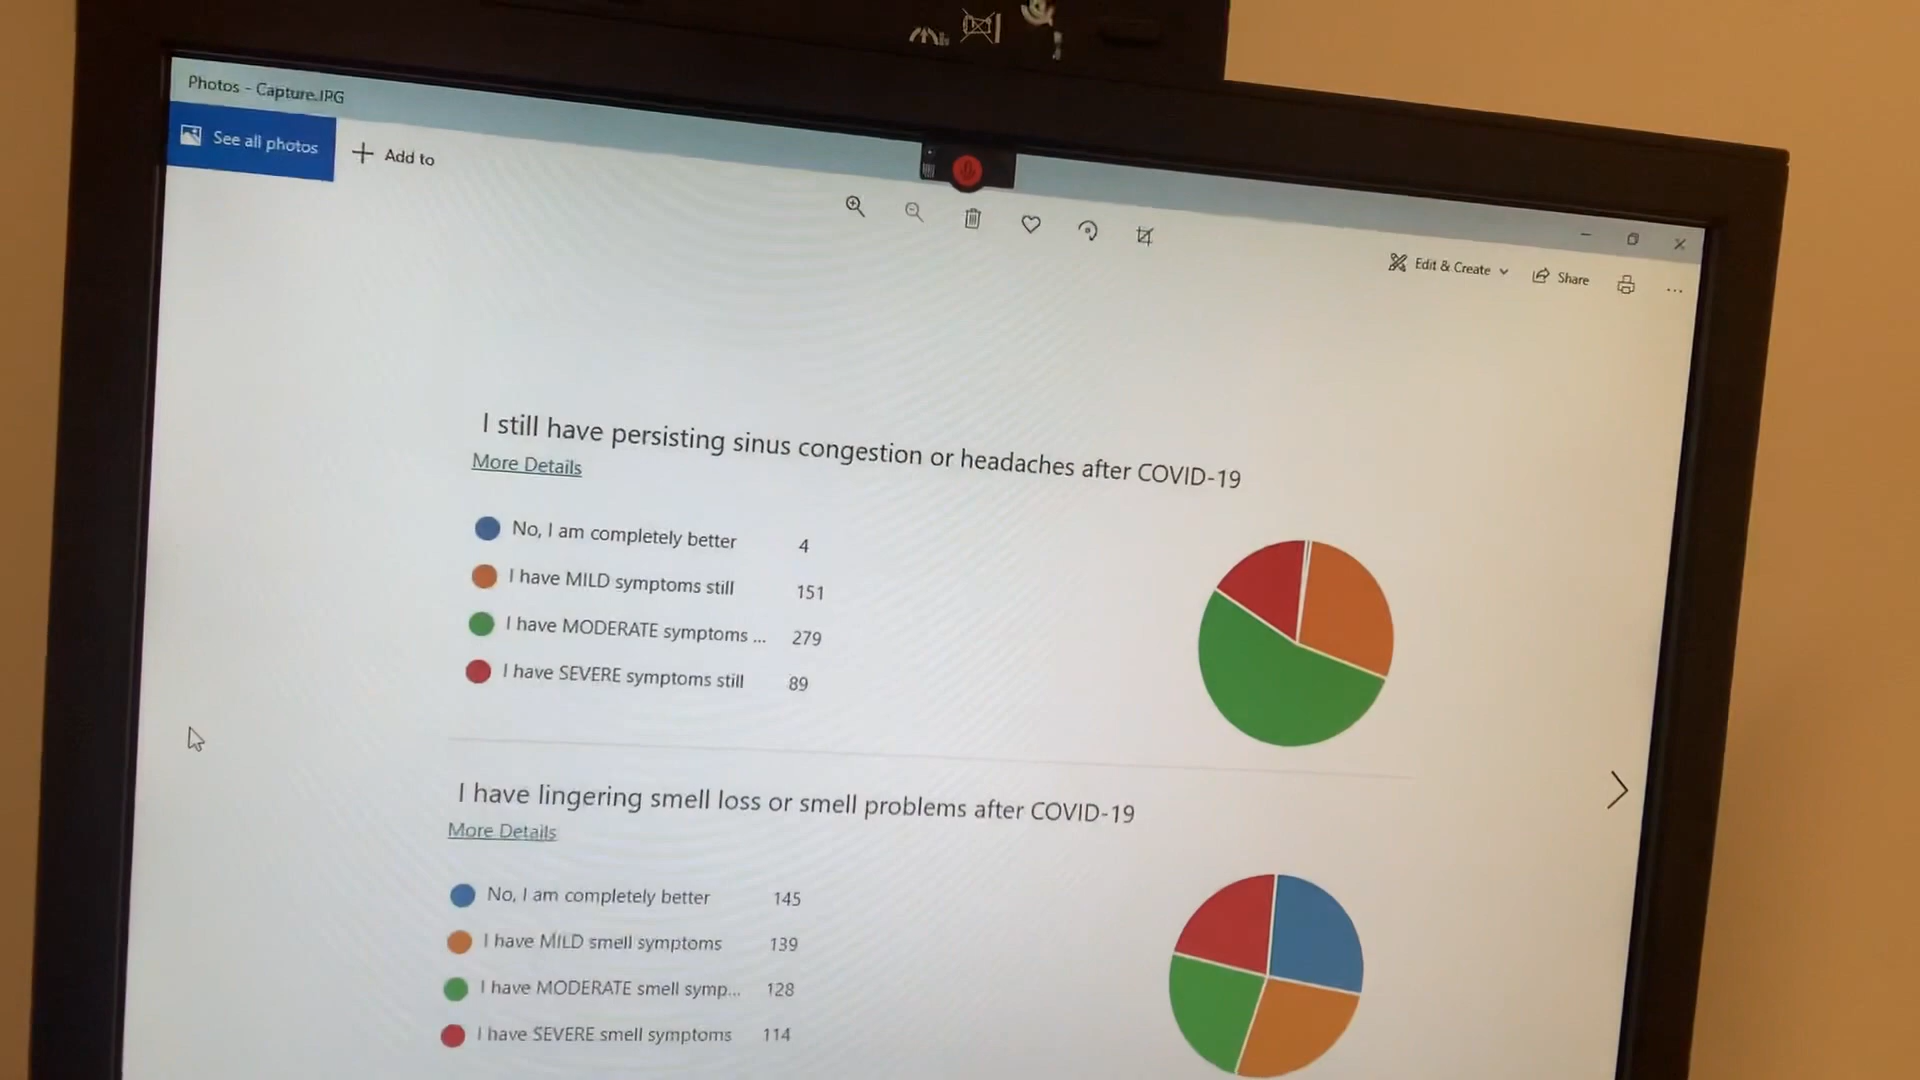 Photos - Capture.JPG
See all photos
Add to
Edit & Create
Share
I still have persisting sinus congestion or headaches after COVID-19
More Details
No, I am completely better 4
I have MILD symptoms still 151
I have MODERATE symptoms ... 279
I have SEVERE symptoms still 89
I have lingering smell loss or smell problems after COVID-19
More Details
No, I am completely better 145
I have MILD smell symptoms 139
I have MODERATE smell symp... 128
I have SEVERE smell symptoms 114